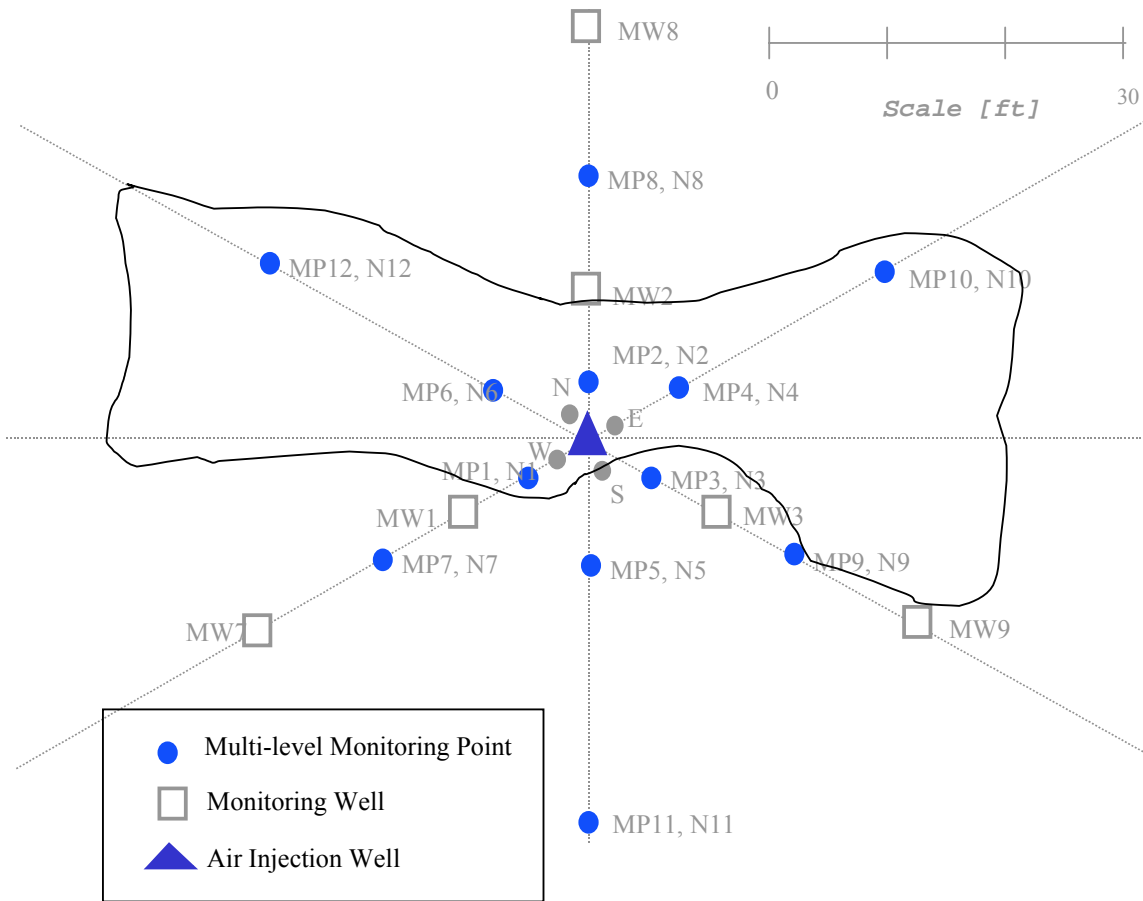 MW8
0
30
Scale [ft]
MP8, N8
MP12, N12
MP10, N10
MW2
MP2, N2
MP6, N6
N
MP4, N4
E
W
MP1, N1
MP3, N3
S
MW1
MW3
MP7, N7
MP9, N9
MP5, N5
MW7
MW9
Multi-level Monitoring Point
Monitoring Well
Air Injection Well
MP11, N11